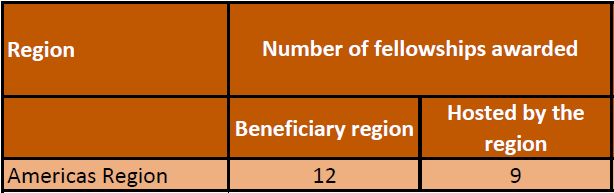 Region
Number of fellowships awarded
Beneficiary region
Hosted by the
region
Americas Region
12
9